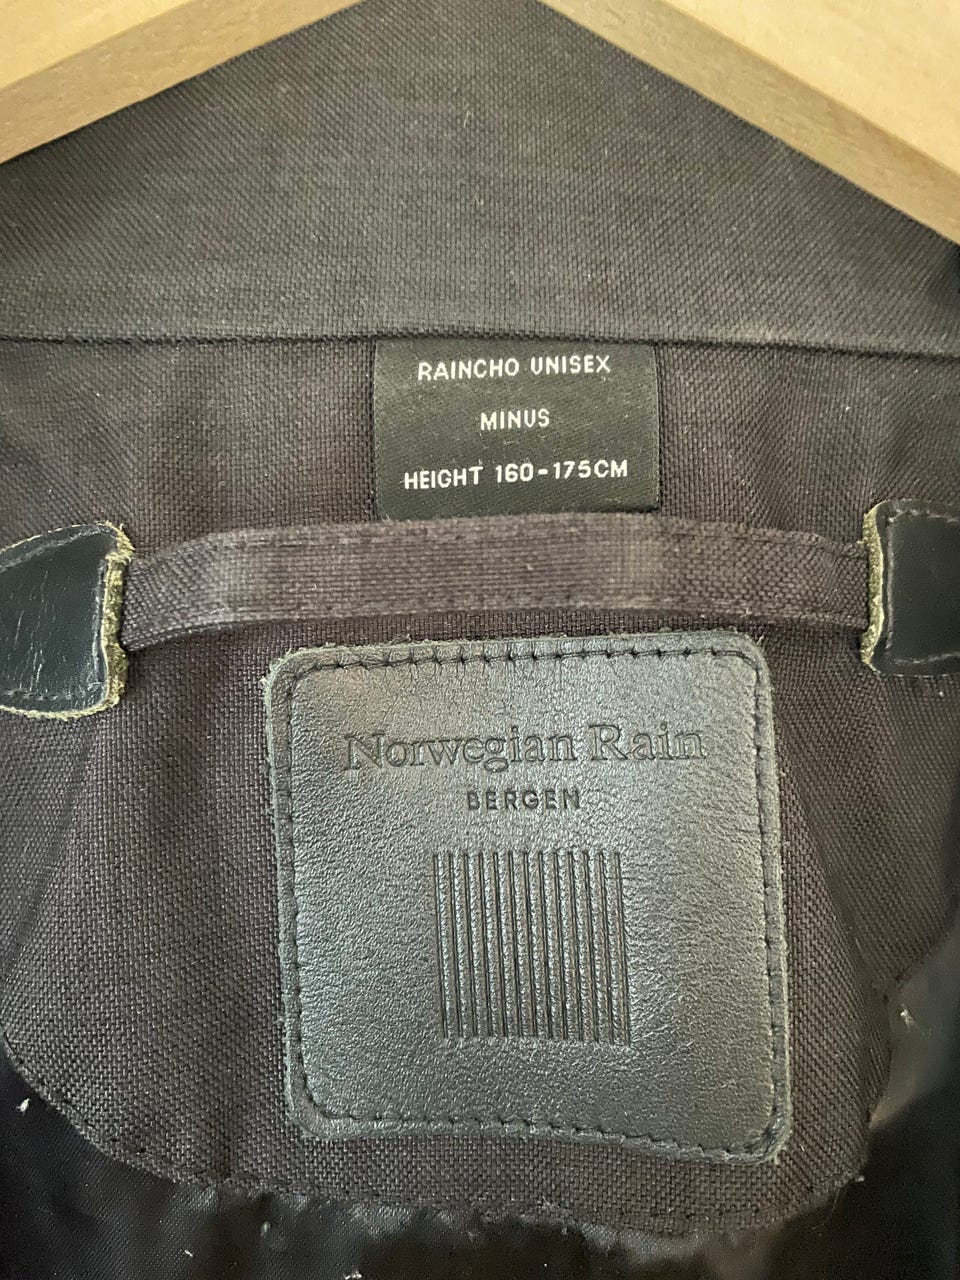 RAINCHO UNISEX
MINUS
HEIGHT 160-175CM
Norwegian Rain
BERGEN